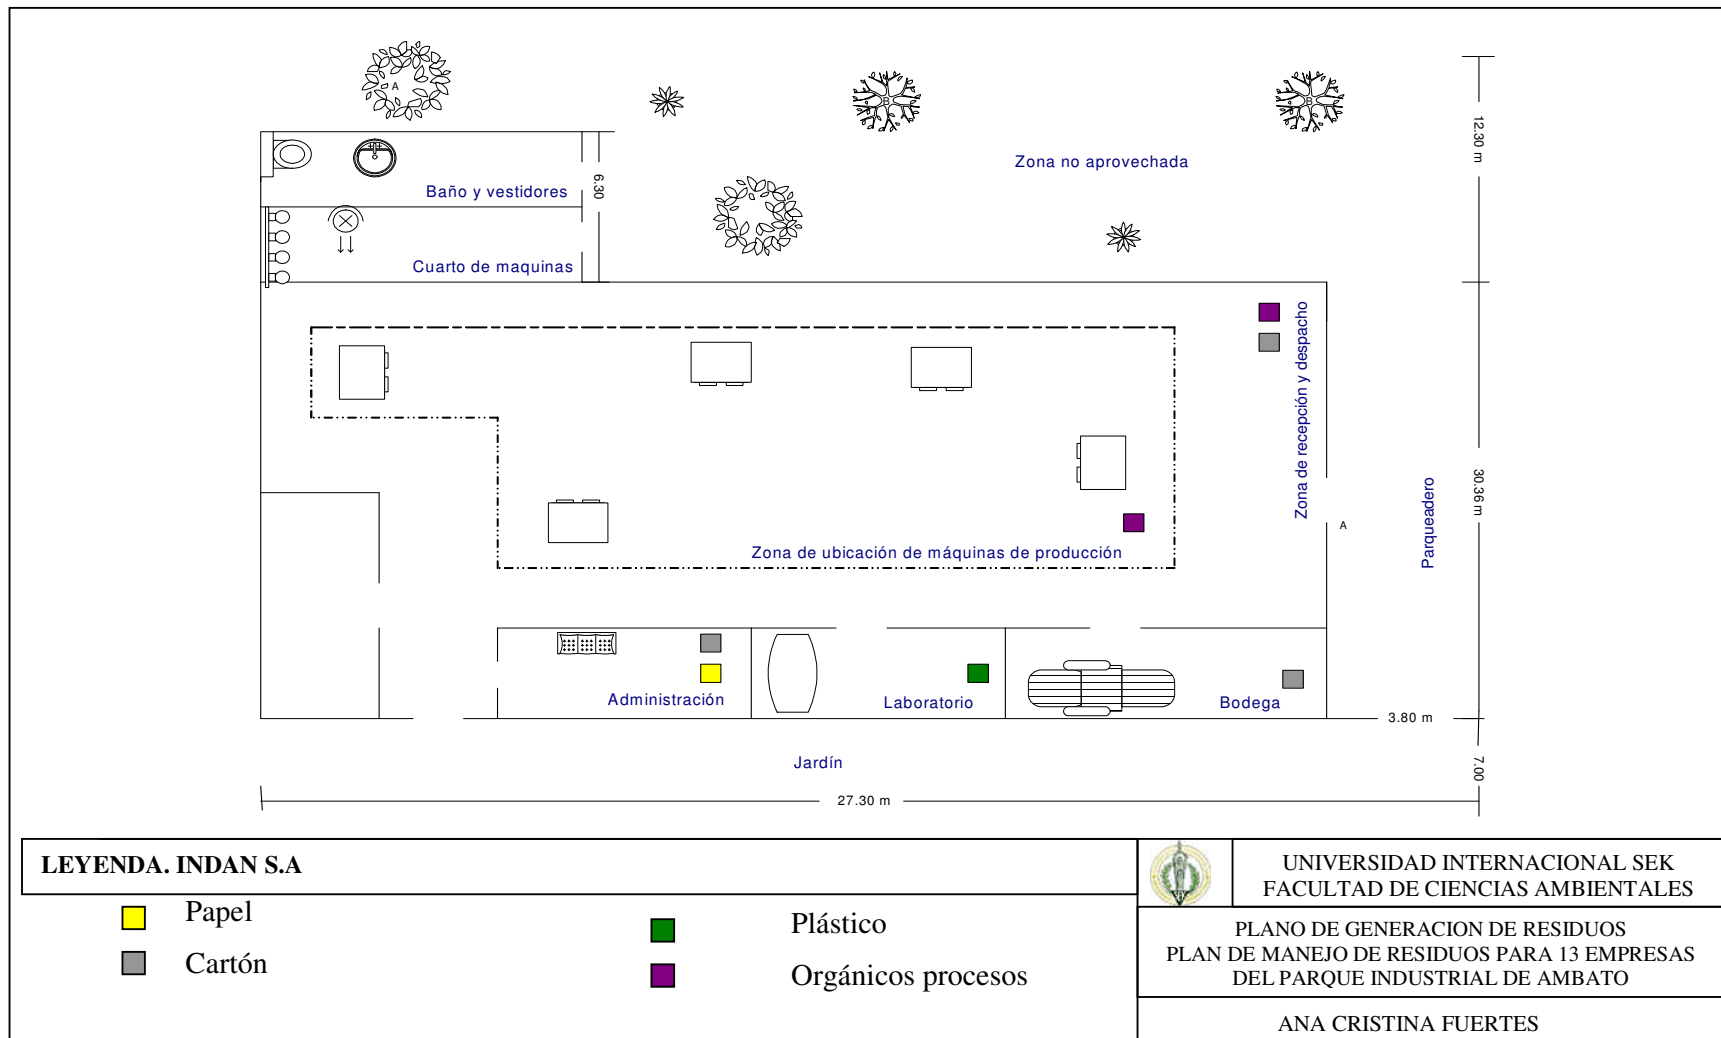 A
B
B
12.30 m
Zona no aprovechada
6.30
Baño y vestidores
Cuarto de maquinas
Zona de recepción y despacho
30.36 m
Parqueadero
A
Zona de ubicación de máquinas de producción
Administración
Laboratorio
Bodega
3.80 m
Jardín
7.00
27.30 m
LEYENDA. INDAN S.A
Papel
Cartón
Plástico
Orgánicos procesos
UNIVERSIDAD INTERNACIONAL SEK
FACULTAD DE CIENCIAS AMBIENTALES
PLANO DE GENERACION DE RESIDUOS
PLAN DE MANEJO DE RESIDUOS PARA 13 EMPRESAS
DEL PARQUE INDUSTRIAL DE AMBATO
ANA CRISTINA FUERTES